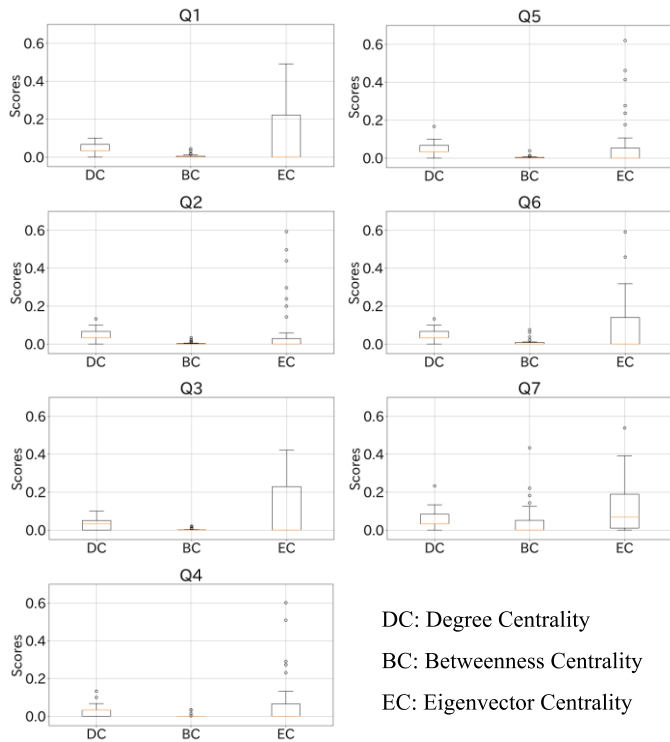 Q1
Scores
0.6
0.4
0.2
0.0
DC BC EC
Q2
Scores
0.6
0.4
0.2
0.0
DC BC EC
Q3
Scores
0.6
0.4
0.2
0.0
DC BC EC
Q4
Scores
0.6
0.4
0.2
0.0
DC BC EC
Q5
Scores
0.6
0.4
0.2
0.0
DC BC EC
Q6
Scores
0.6
0.4
0.2
0.0
DC BC EC
Q7
Scores
0.6
0.4
0.2
0.0
DC BC EC
DC: Degree Centrality
BC: Betweenness Centrality
EC: Eigenvector Centrality